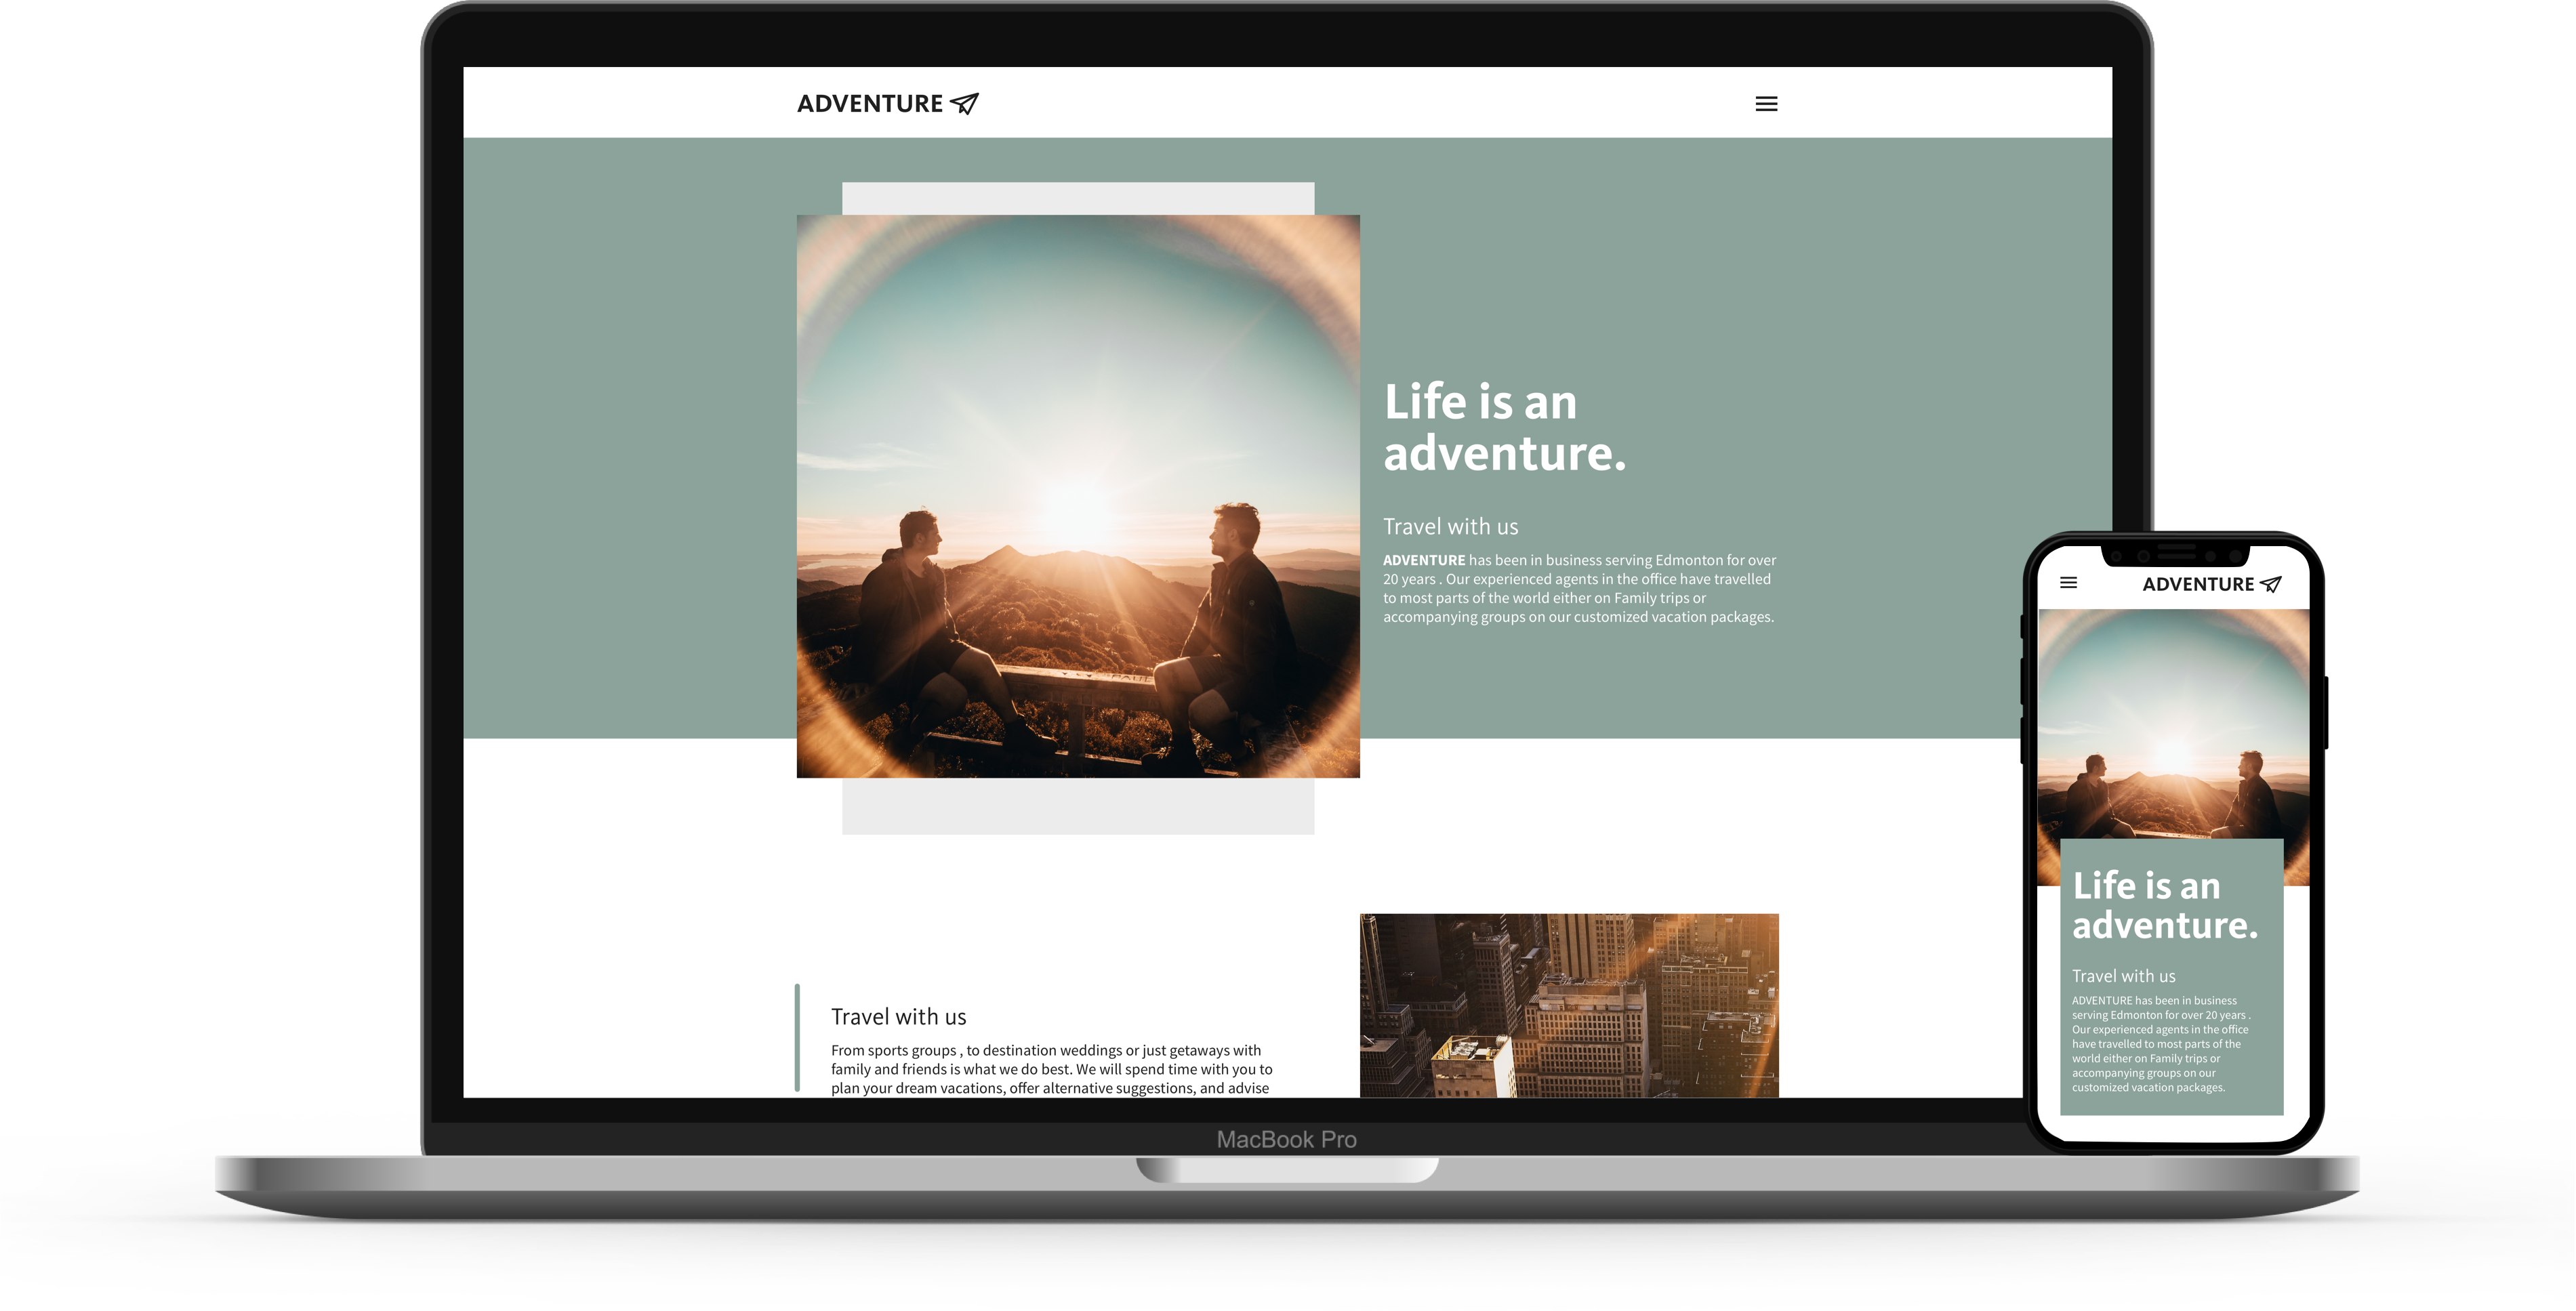 ADVENTURE
Life is an
adventure.
Travel with us
ADVENTURE has been in business serving Edmonton for over
20 years . Our experienced agents in the office have travelled
to most parts of the world either on Family trips or
accompanying groups on our customized vacation packages.
Travel with us
From sports groups , to destination weddings or just getaways with
family and friends is what we do best. We will spend time with you to
plan your dream vacations, offer alternative suggestions, and advise
MacBook Pro
ADVENTURE
Life is an
adventure.
Travel with us
ADVENTURE has been in business
serving Edmonton for over 20 years .
Our experienced agents in the office
have travelled to most parts of the
world either on Family trips or
accompanying groups on our
customized vacation packages.